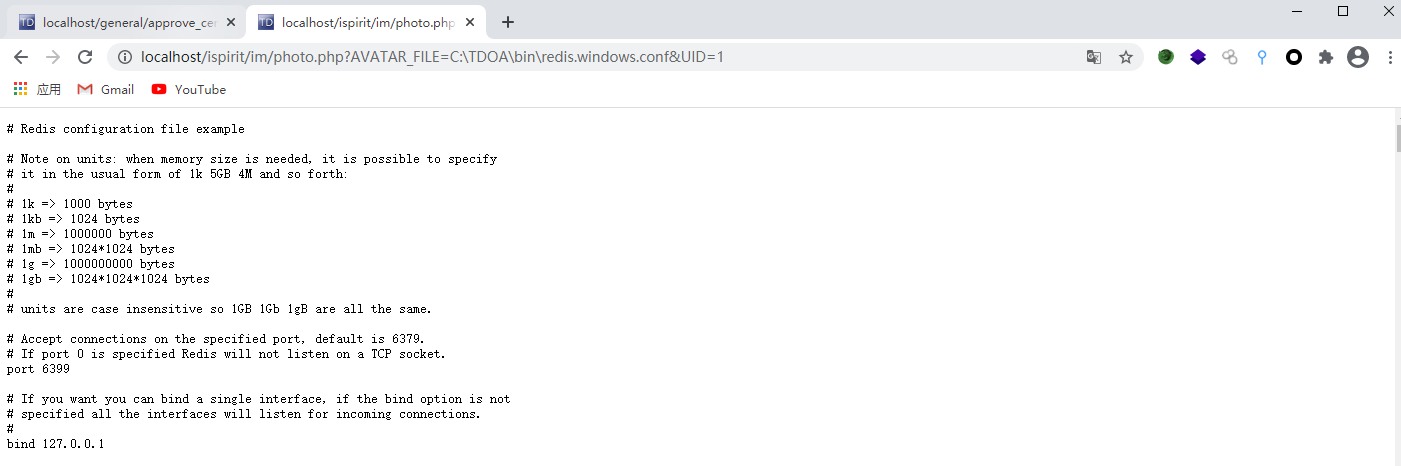 localhost/general/approve_cen
localhost/ispirit/im/photo.php
localhost/ispirit/im/photo.php?AVATAR_FILE=C:\TDOA\bin\redis.windows.conf&UID=1
应用 Gmail YouTube
# Redis configuration file example
# Note on units: when memory size is needed, it is possible to specify
# it in the usual form of 1k 5GB 4M and so forth:
#
# 1k => 1000 bytes
# 1kb => 1024 bytes
# 1m => 1000000 bytes
# 1mb => 1024*1024 bytes
# 1g => 1000000000 bytes
# 1gb => 1024*1024*1024 bytes
#
# units are case insensitive so 1GB 1Gb 1gB are all the same.
# Accept connections on the specified port, default is 6379.
# If port 0 is specified Redis will not listen on a TCP socket.
port 6399
# If you want you can bind a single interface, if the bind option is not
# specified all the interfaces will listen for incoming connections.
#
bind 127.0.0.1